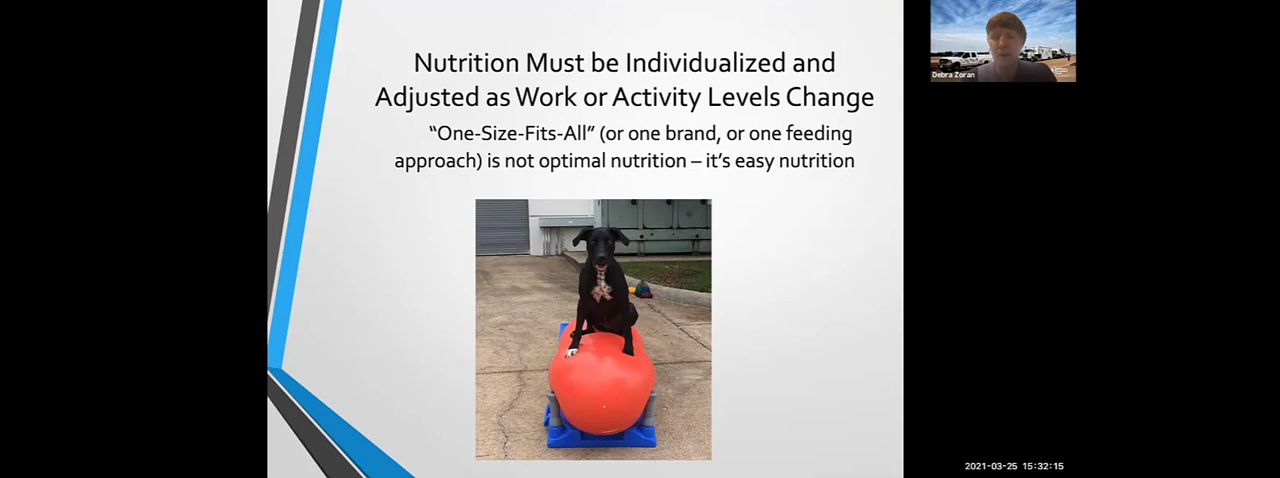 Nutrition Must be Individualized and
Adjusted as Work or Activity Levels Change
“One-Size-Fits-All” (or one brand, or one feeding
approach) is not optimal nutrition – it’s easy nutrition
Debra Zoran
2021-03-25 15:32:15